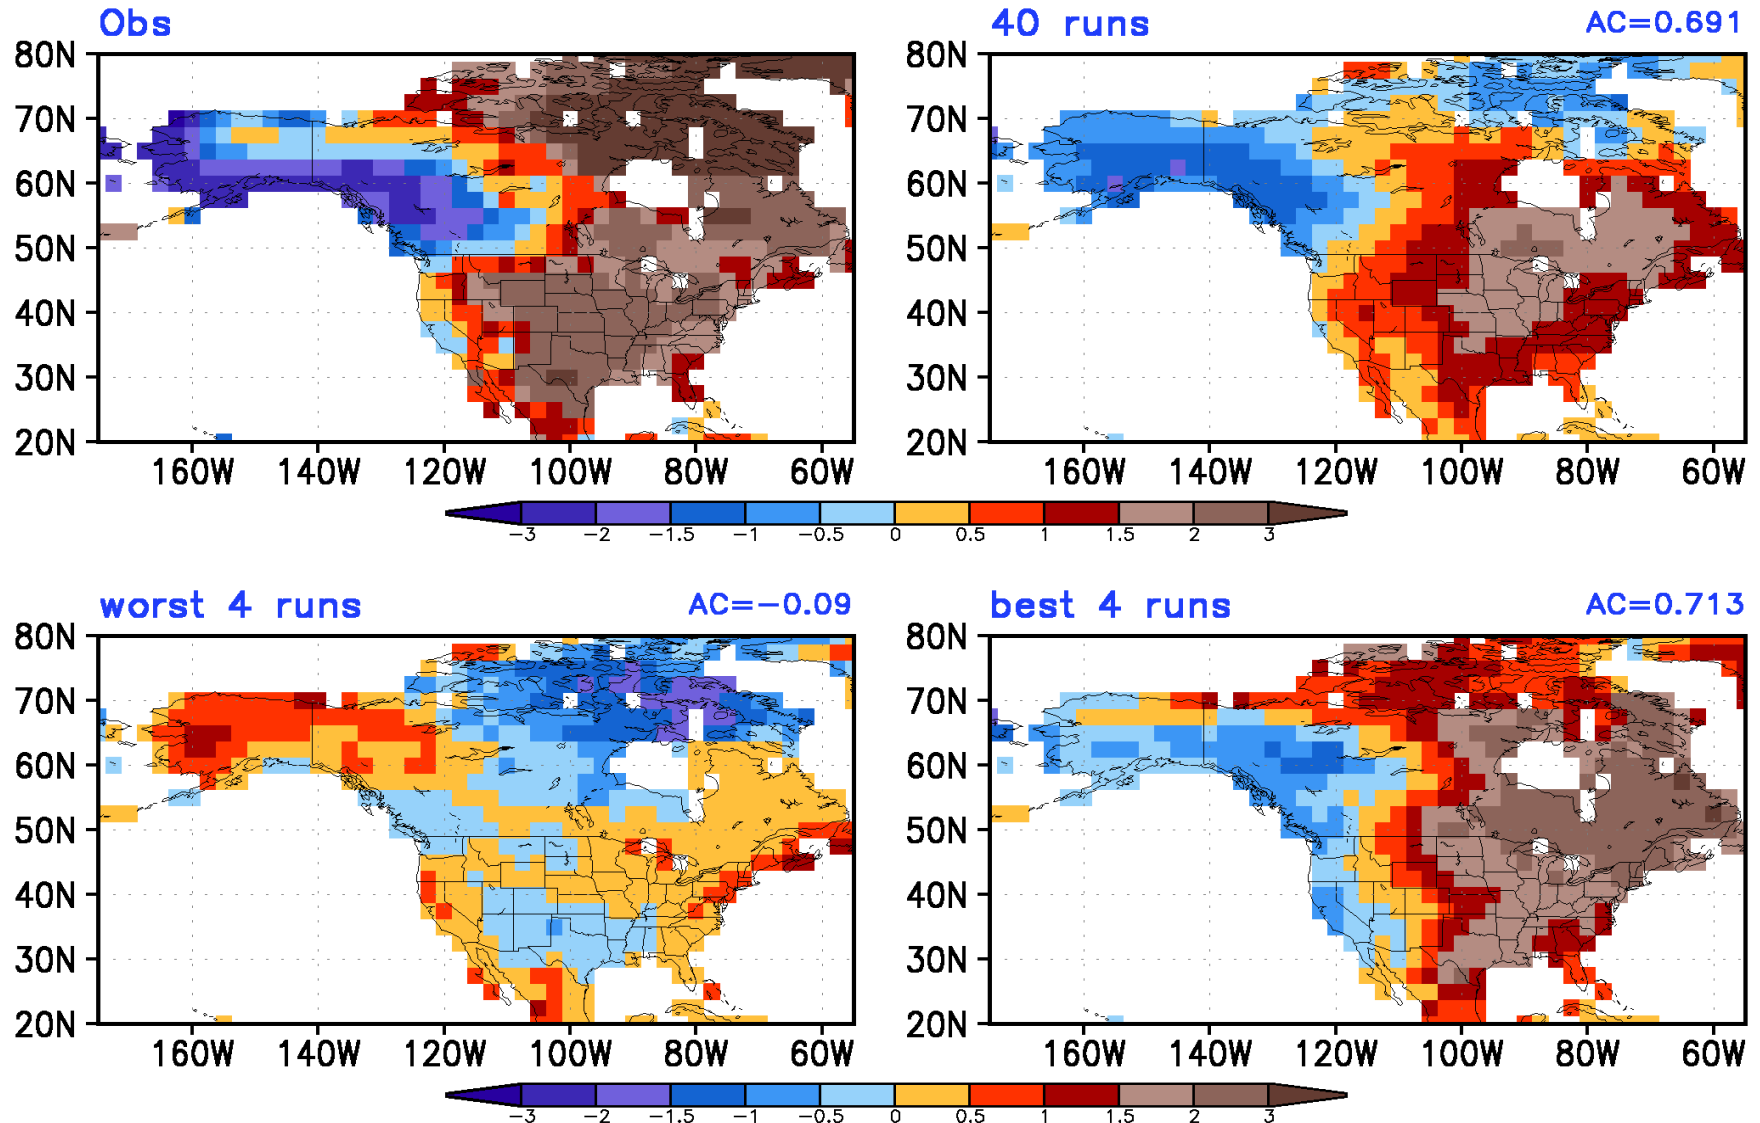 Obs
40 runs AC=0.691
80N 80N
70N 70N
60N 60N
50N 50N
40N 40N
30N 30N
20N 20N
160W 140W 120W 100W 80W 60W 160W 140W 120W 100W 80W 60W
-3 -2 -1.5 -1 -0.5 0 0.5 1 1.5 2 3
worst 4 runs AC=-0.09
best 4 runs AC=0.713
80N 80N
70N 70N
60N 60N
50N 50N
40N 40N
30N 30N
20N 20N
160W 140W 120W 100W 80W 60W 160W 140W 120W 100W 80W 60W
-3 -2 -1.5 -1 -0.5 0 0.5 1 1.5 2 3